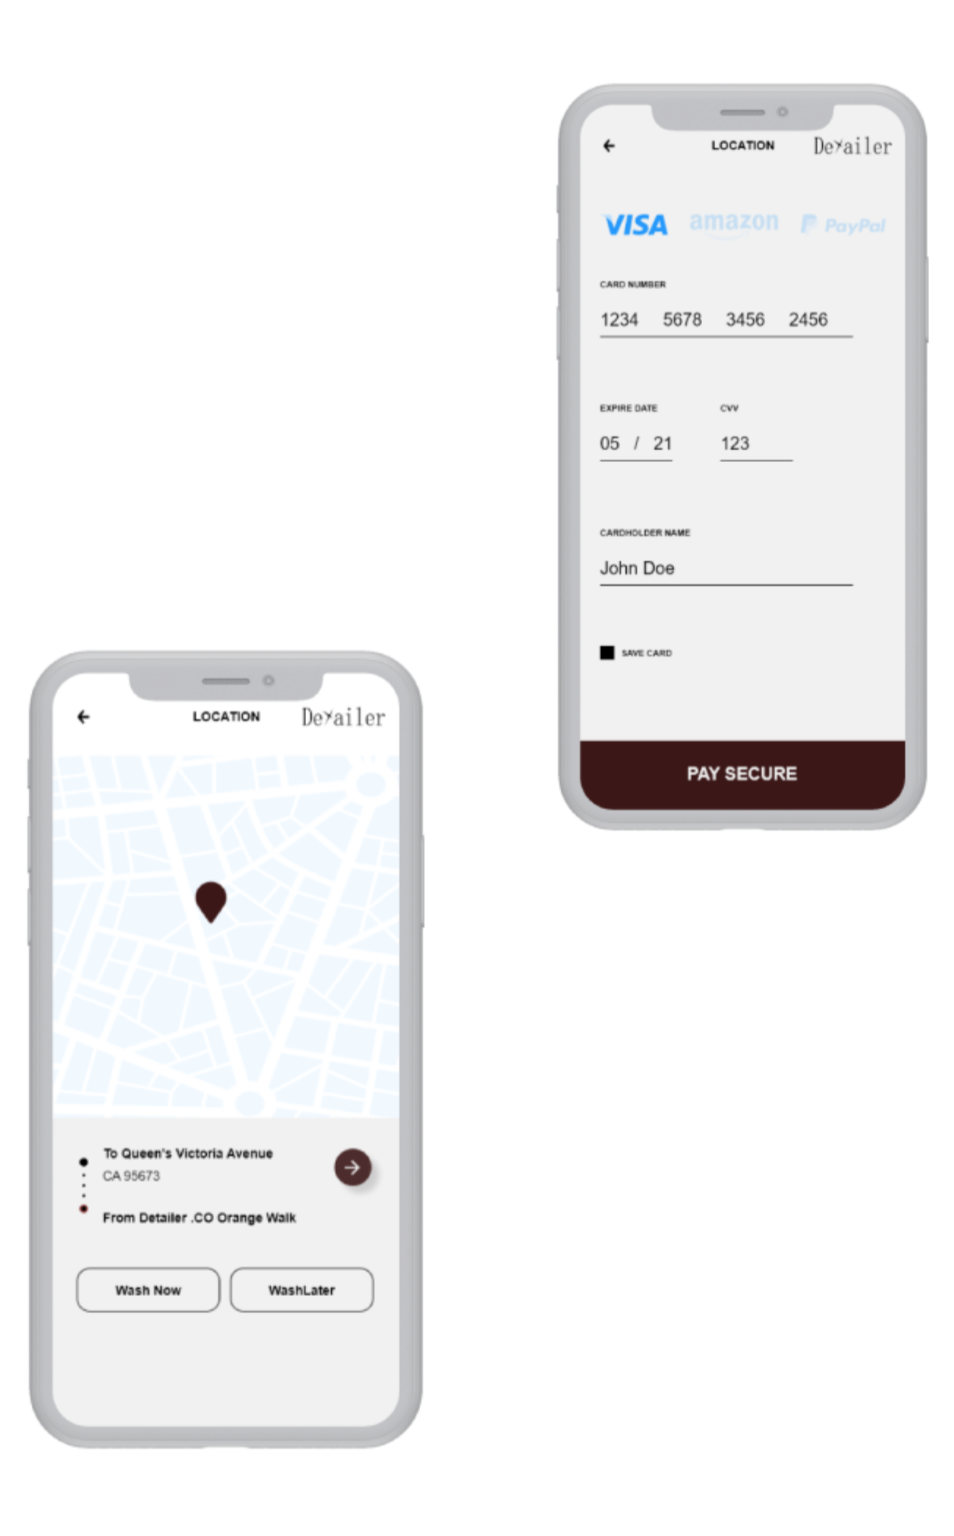 LOCATION Detailer
VISA amazon PayPal
CARD NUMBER
1234 5678 3456 2456
EXPIRE DATE CVV
05 / 21 123
CARDHOLDER NAME
John Doe
SAVE CARD
PAY SECURE
LOCATION Detailer
To Queen's Victoria Avenue
CA 95673
From Detailer .CO Orange Walk
Wash Now WashLater